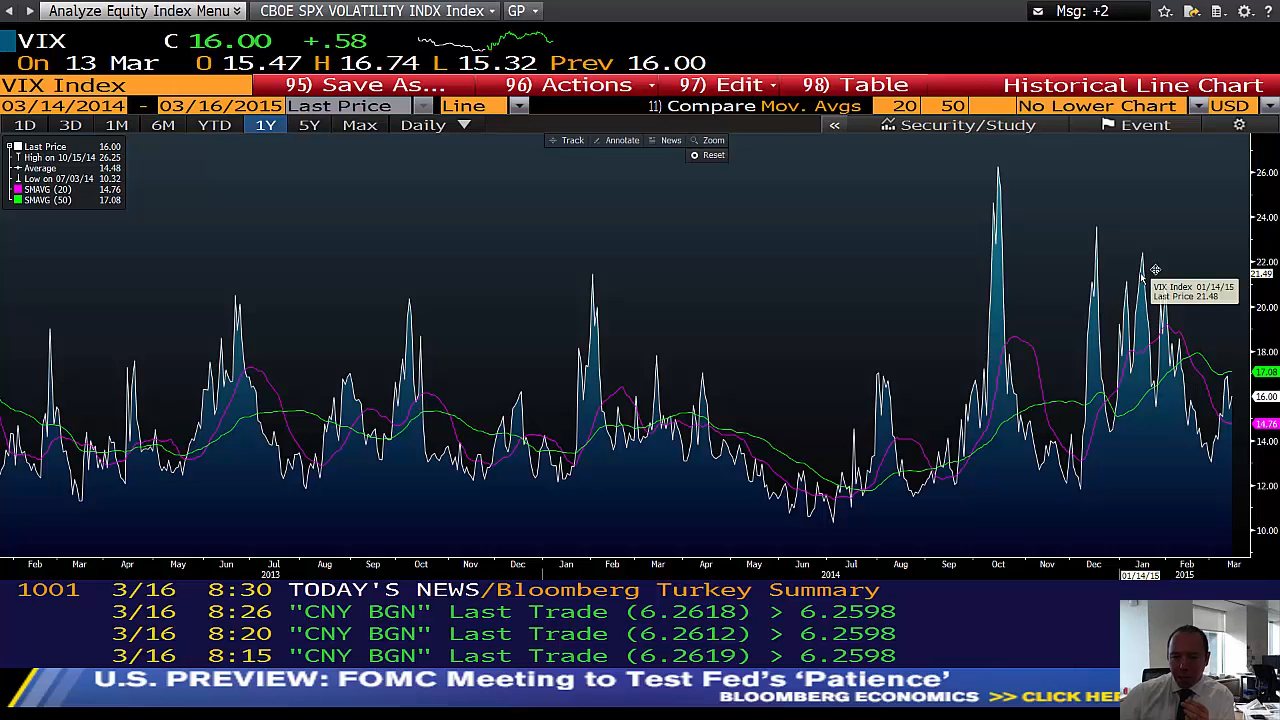 Analyze Equity Index Menu CBOE SPX VOLATILITY INDX Index GP Msg: +2 ?
VIX C 16.00 +.58
On 13 Mar O 15.47 H 16.74 L 15.32 Prev 16.00
VIX Index 95) Save As... 96) Actions 97) Edit 98) Table Historical Line Chart
03/14/2014 - 03/16/2015 Last Price Line 11) Compare Mov. Avgs 20 50 No Lower Chart USD
1D 3D 1M 6M YTD 1Y 5Y Max Daily « Security/Study Event
Track Annotate News Zoom
Reset
Last Price 16.00
High on 10/15/14 26.25
Average 14.48
Low on 07/03/14 10.32
SMAVG (20) 14.76
SMAVG (50) 17.08
26.00
24.00
22.00
21.49
20.00
18.00
17.08
16.00
14.76
14.00
12.00
10.00
VIX Index 01/14/15
Last Price 21.48
Feb Mar Apr May Jun Jul Aug Sep Oct Nov Dec Jan Feb Mar Apr May Jun Jul Aug Sep Oct Nov Dec Jan Feb Mar
2013 2014 01/14/15 2015
1001 3/16 8:30 TODAY'S NEWS/Bloomberg Turkey Summary
3/16 8:26 "CNY BGN" Last Trade (6.2618) > 6.2598
3/16 8:20 "CNY BGN" Last Trade (6.2612) > 6.2598
3/16 8:15 "CNY BGN" Last Trade (6.2619) > 6.2598
U.S. PREVIEW: FOMC Meeting to Test Fed's 'Patience'
BLOOMBERG ECONOMICS >> CLICK HER